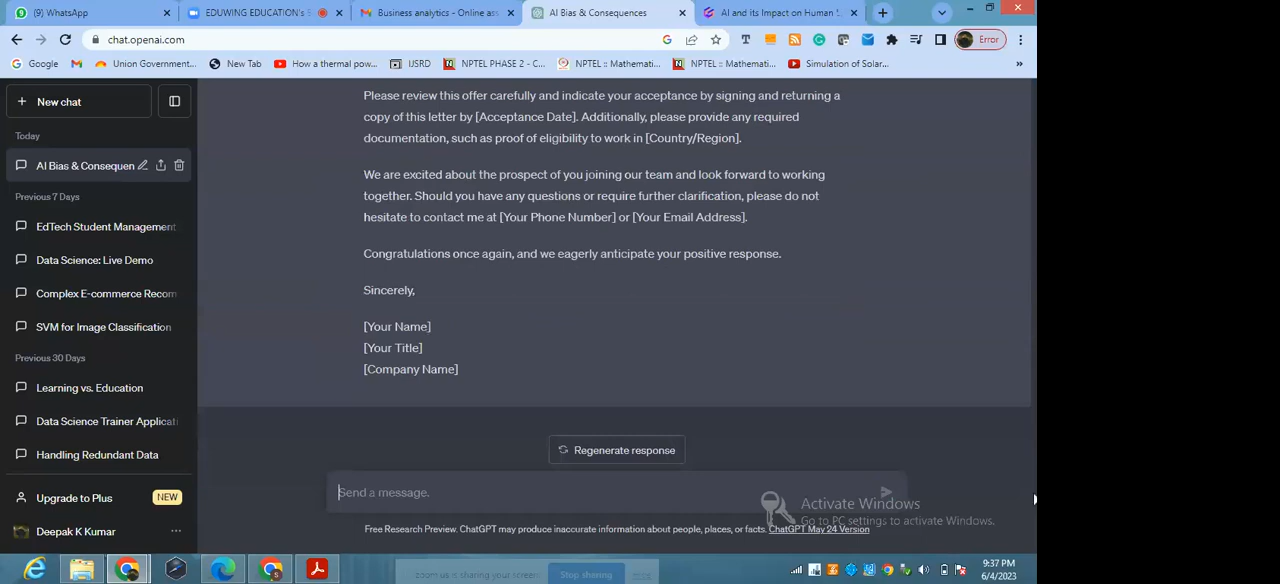 (9) WhatsApp
EDUWING EDUCATION's
Business analytics - Online ass
AI Bias & Consequences
AI and its Impact on Human
chat.openai.com
Error
Google
Union Government...
New Tab
How a thermal pow...
IJSRD
NPTEL PHASE 2 - C...
NPTEL :: Mathemati...
NPTEL :: Mathemati...
Simulation of Solar...
»
+ New chat
Today
AI Bias & Consequen
Previous 7 Days
EdTech Student Management
Data Science: Live Demo
Complex E-commerce Recom
SVM for Image Classification
Previous 30 Days
Learning vs. Education
Data Science Trainer Applicati
Handling Redundant Data
Upgrade to Plus
NEW
Deepak K Kumar
...
Please review this offer carefully and indicate your acceptance by signing and returning a
copy of this letter by [Acceptance Date]. Additionally, please provide any required
documentation, such as proof of eligibility to work in [Country/Region].
We are excited about the prospect of you joining our team and look forward to working
together. Should you have any questions or require further clarification, please do not
hesitate to contact me at [Your Phone Number] or [Your Email Address].
Congratulations once again, and we eagerly anticipate your positive response.
Sincerely,
[Your Name]
[Your Title]
[Company Name]
Regenerate response
Send a message.
Activate Windows
Go to PC settings to activate Windows.
Free Research Preview. ChatGPT may produce inaccurate information about people, places, or facts. ChatGPT May 24 Version
zoom.us is sharing your screen.
Stop sharing
Hide
9:37 PM
6/4/2023